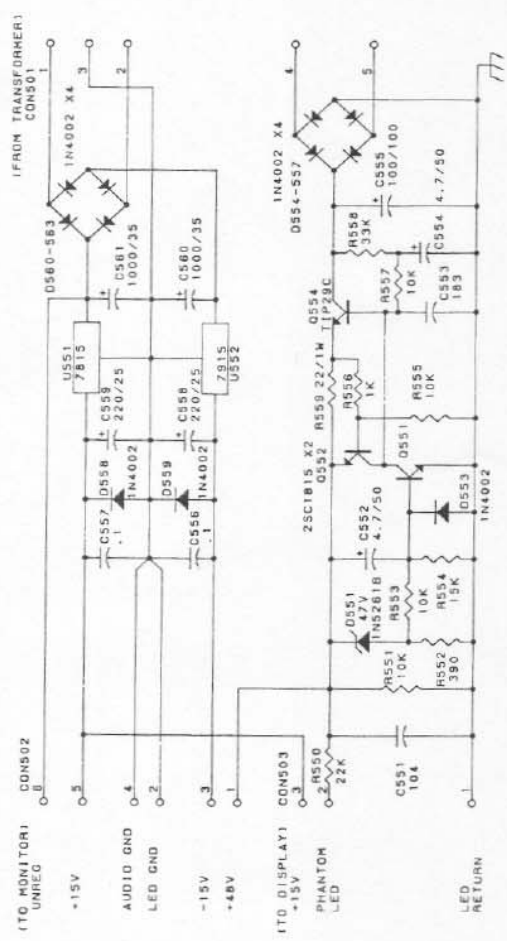 (FROM TRANSFORMER)
CON501
1
3
2
1N4002 X4
D560-563
C561
1000/35
C560
1000/35
U551
7815
7915
U552
C559
220/25
C558
220/25
D558
1N4002
D559
1N4002
C557
.1
C556
.1
CON502
(TO MONITOR)
UNREG
8
+15V
5
AUDIO GND
4
LED GND
2
-15V
3
+48V
1
4
5
1N4002 X4
D554-557
C555
100/100
R558
33K
C554
4.7/50
R557
10K
C553
183
Q554
TIP29C
R559 22/1W
R556
1K
R555
10K
2SC1815 X2
Q552
Q551
D553
1N4002
C552
4.7/50
D551
47V
1N5261B
R553
10K
R554
15K
R551
10K
R552
390
CON503
(TO DISPLAY)
+15V
3
PHANTOM
LED
2
R550
22K
C551
104
LED
RETURN
1